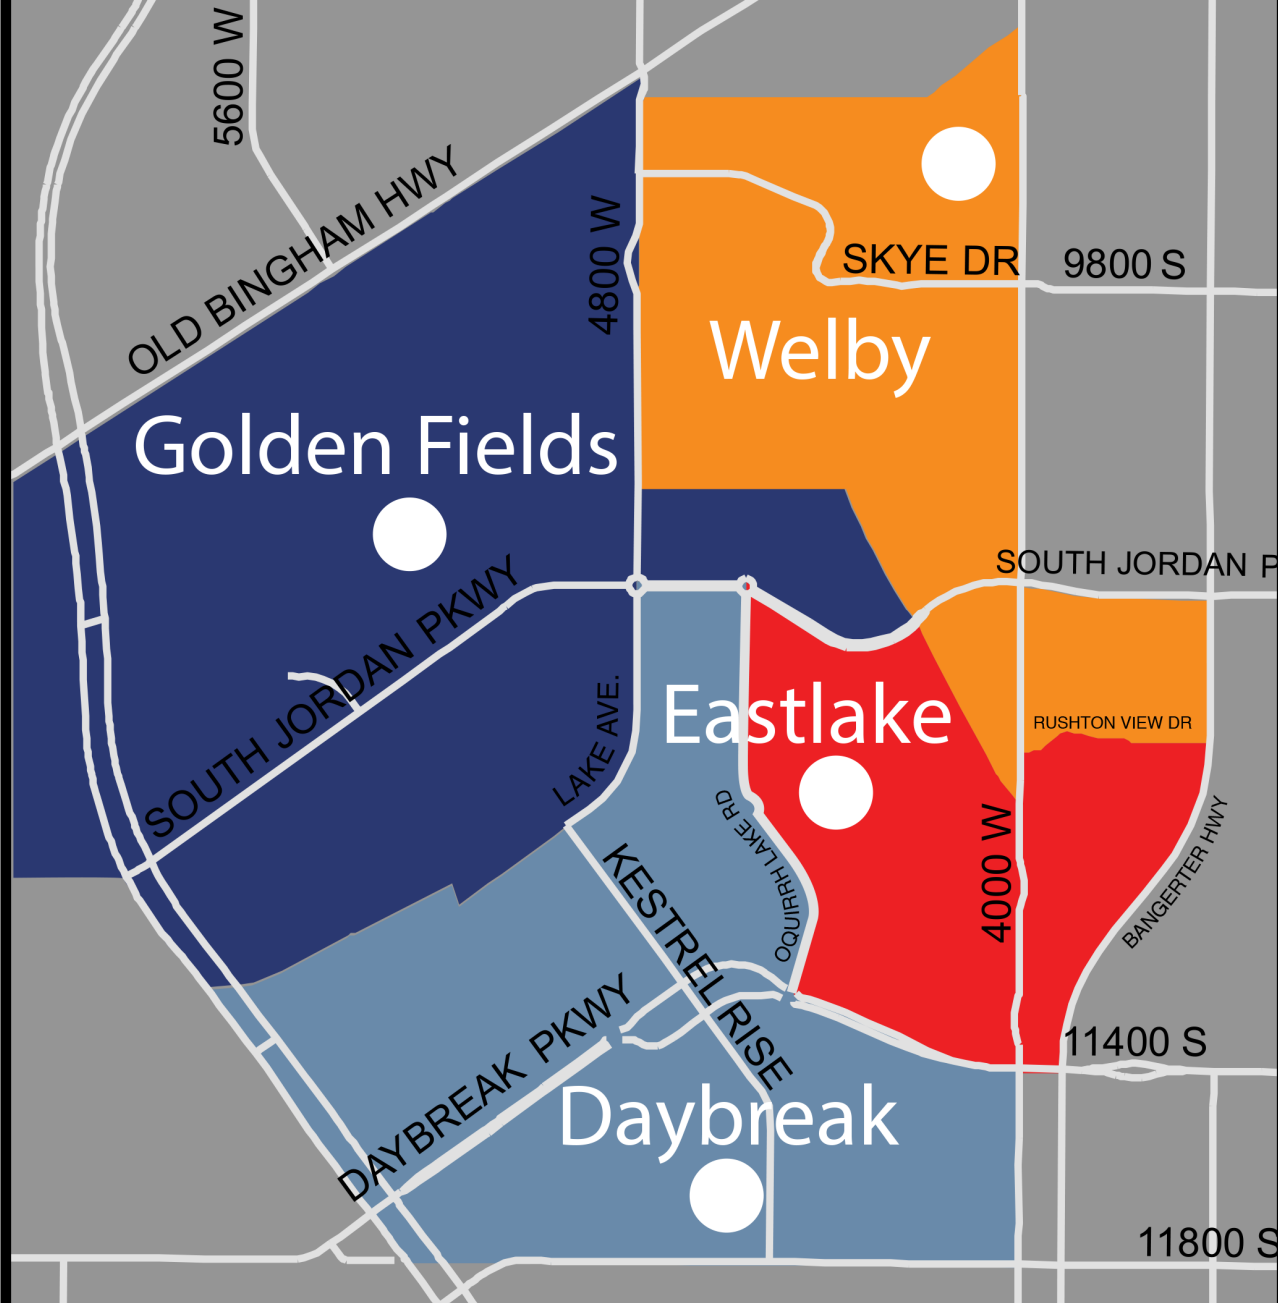 5600 W
OLD BINGHAM HWY
4800 W
SKYE DR
9800 S
Welby
Golden Fields
SOUTH JORDAN PKWY
SOUTH JORDAN P
LAKE AVE.
Eastlake
RUSHTON VIEW DR
OQUIRRH LAKE RD
4000 W
BANGERTER HWY
KESTREL RISE
DAYBREAK PKWY
11400 S
Daybreak
11800 S